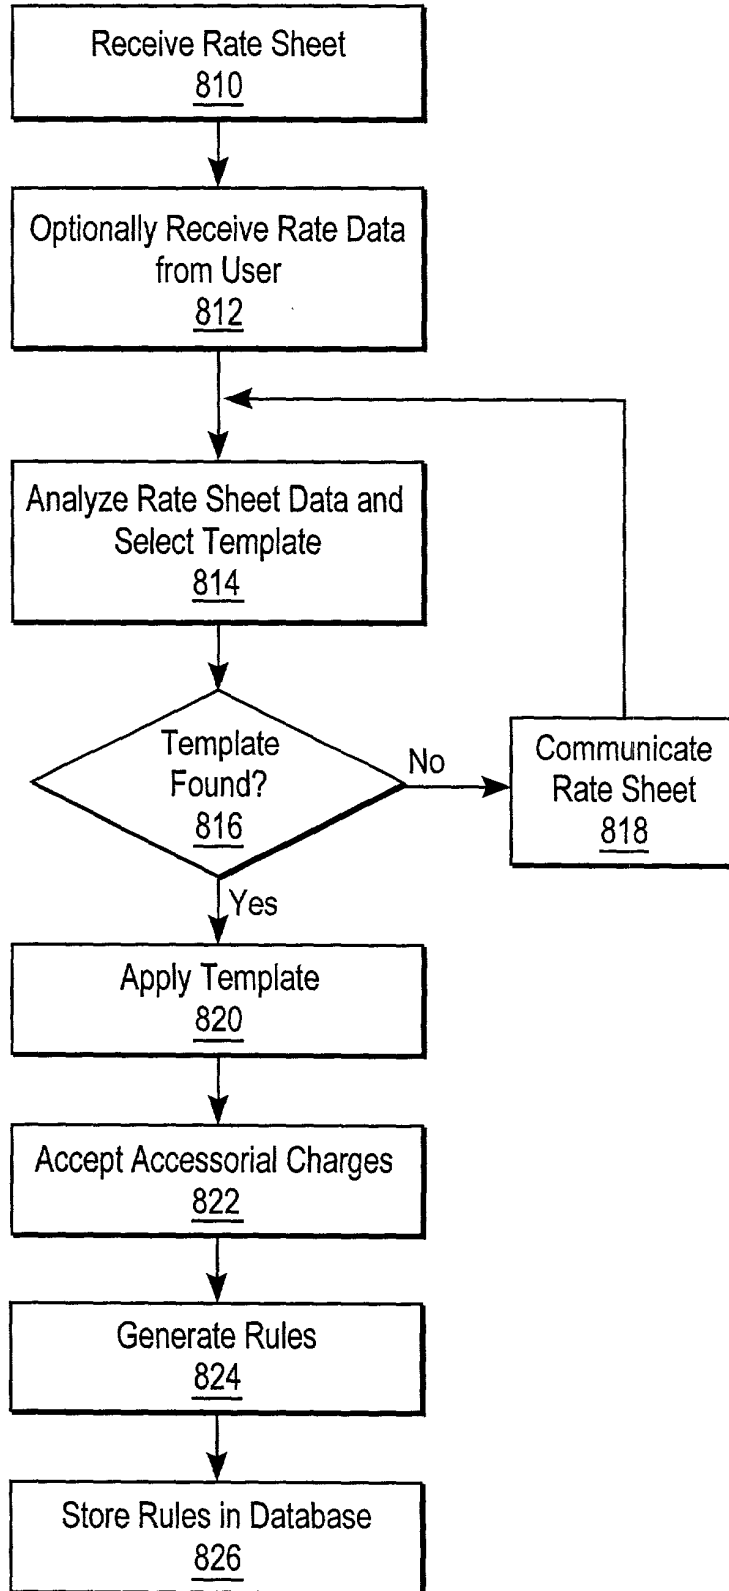 Receive Rate Sheet
810
Optionally Receive Rate Data
from User
812
Analyze Rate Sheet Data and
Select Template
814
Template
Found?
816
No
Communicate
Rate Sheet
818
Yes
Apply Template
820
Accept Accessorial Charges
822
Generate Rules
824
Store Rules in Database
826